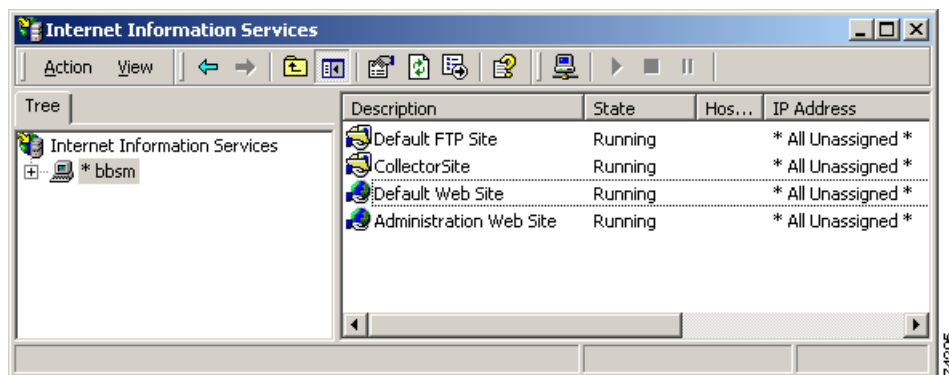 Internet Information Services
Action View
Tree
Description State Hos... IP Address
Internet Information Services
* bbsm
Default FTP Site Running * All Unassigned *
CollectorSite Running * All Unassigned *
Default Web Site Running * All Unassigned *
Administration Web Site Running * All Unassigned *